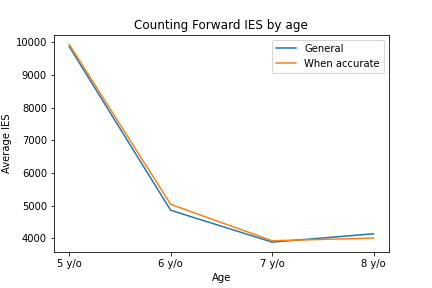 Counting Forward IES by age
General
When accurate
Average IES
10000
9000
8000
7000
6000
5000
4000
5 y/o 6 y/o 7 y/o 8 y/o
Age